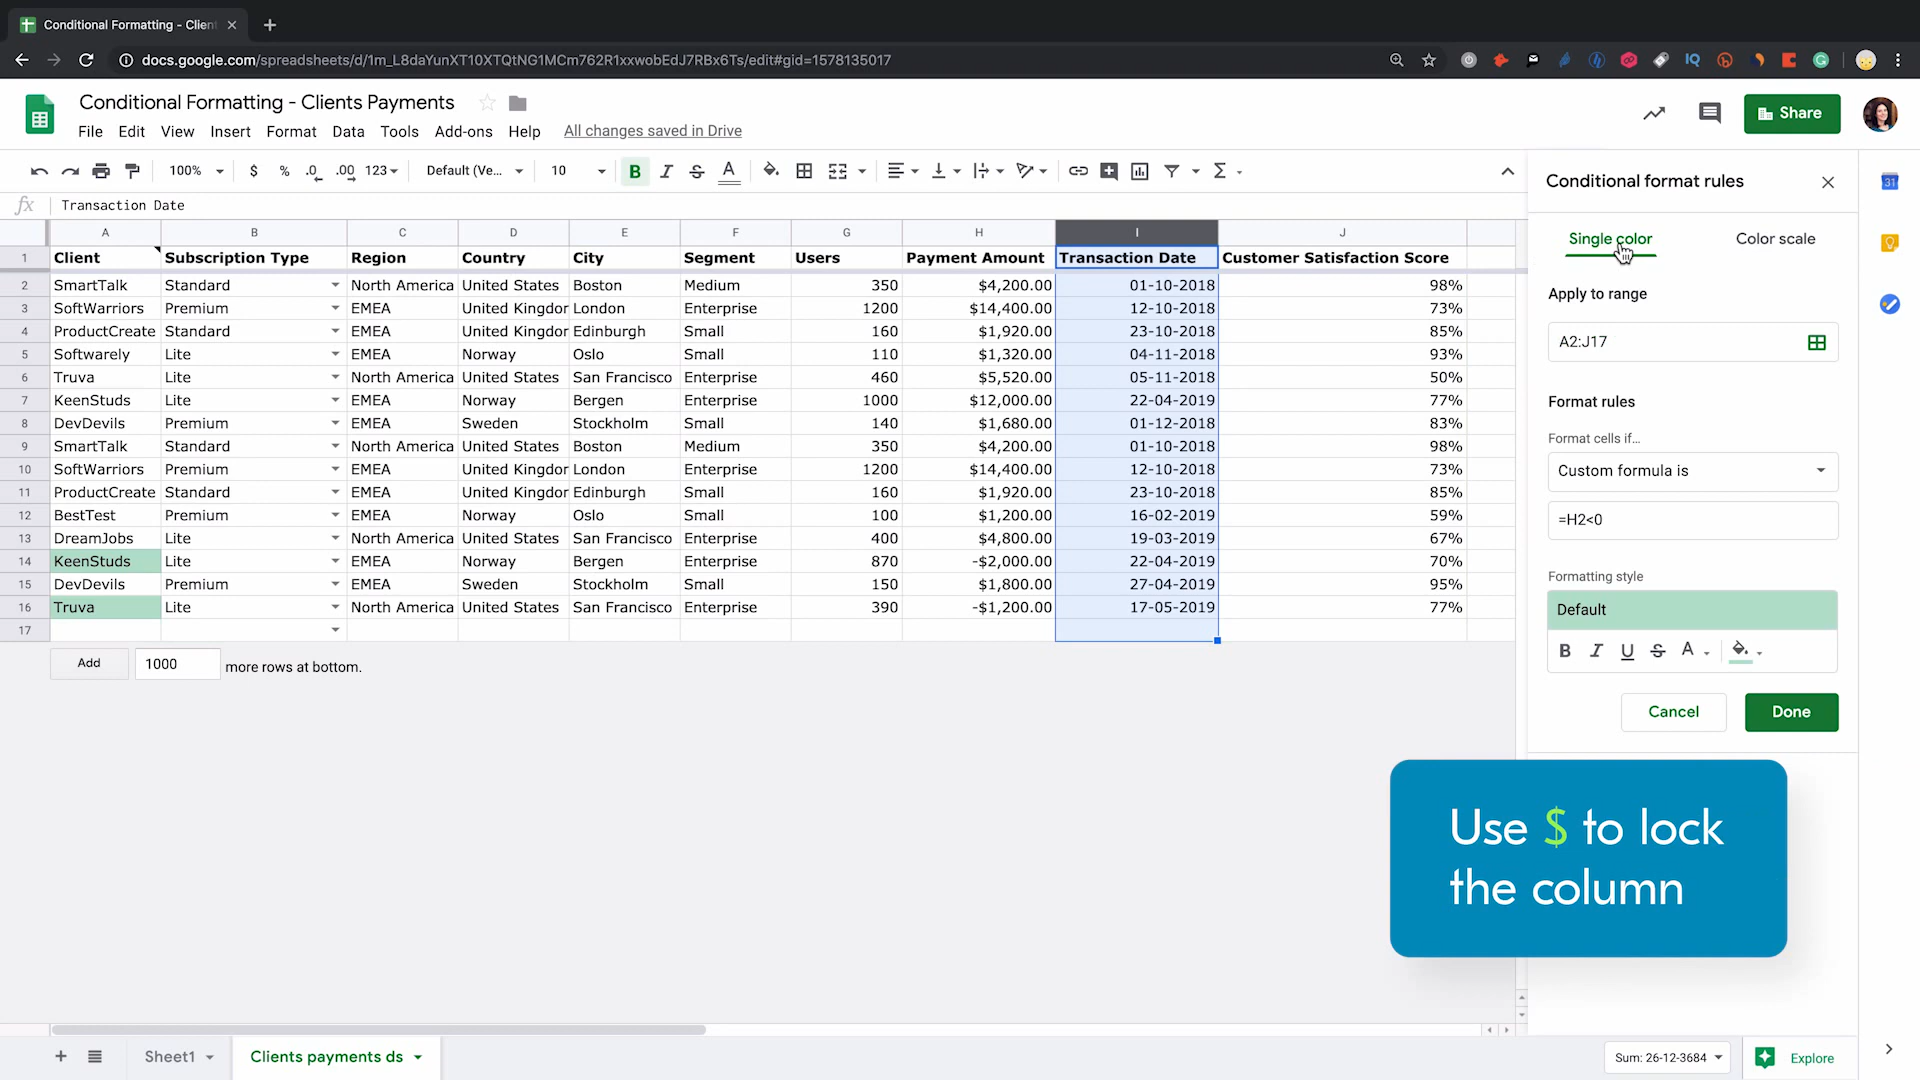 Conditional Formatting - Clien
docs.google.com/spreadsheets/d/1m_L8daYunXT10XTQtNG1MCm762R1xxwobEdJ7RBx6Ts/edit#gid=1578135017
Conditional Formatting - Clients Payments
File Edit View Insert Format Data Tools Add-ons Help All changes saved in Drive
Share
100% $ % .0 .00 123 Default (Ve... 10 B I S A
fx Transaction Date
A B C D E F G H I J
1 Client Subscription Type Region Country City Segment Users Payment Amount Transaction Date Customer Satisfaction Score
2 SmartTalk Standard North America United States Boston Medium 350 $4,200.00 01-10-2018 98%
3 SoftWarriors Premium EMEA United Kingdor London Enterprise 1200 $14,400.00 12-10-2018 73%
4 ProductCreate Standard EMEA United Kingdor Edinburgh Small 160 $1,920.00 23-10-2018 85%
5 Softwarely Lite EMEA Norway Oslo Small 110 $1,320.00 04-11-2018 93%
6 Truva Lite North America United States San Francisco Enterprise 460 $5,520.00 05-11-2018 50%
7 KeenStuds Lite EMEA Norway Bergen Enterprise 1000 $12,000.00 22-04-2019 77%
8 DevDevils Premium EMEA Sweden Stockholm Small 140 $1,680.00 01-12-2018 83%
9 SmartTalk Standard North America United States Boston Medium 350 $4,200.00 01-10-2018 98%
10 SoftWarriors Premium EMEA United Kingdor London Enterprise 1200 $14,400.00 12-10-2018 73%
11 ProductCreate Standard EMEA United Kingdor Edinburgh Small 160 $1,920.00 23-10-2018 85%
12 BestTest Premium EMEA Norway Oslo Small 100 $1,200.00 16-02-2019 59%
13 DreamJobs Lite North America United States San Francisco Enterprise 400 $4,800.00 19-03-2019 67%
14 KeenStuds Lite EMEA Norway Bergen Enterprise 870 -$2,000.00 22-04-2019 70%
15 DevDevils Premium EMEA Sweden Stockholm Small 150 $1,800.00 27-04-2019 95%
16 Truva Lite North America United States San Francisco Enterprise 390 -$1,200.00 17-05-2019 77%
17
Add 1000 more rows at bottom.
Conditional format rules
Single color Color scale
Apply to range
A2:J17
Format rules
Format cells if…
Custom formula is
=H2<0
Formatting style
Default
B I U S A
Cancel Done
31
Use $ to lock
the column
Sheet1 Clients payments ds
Sum: 26-12-3684 Explore